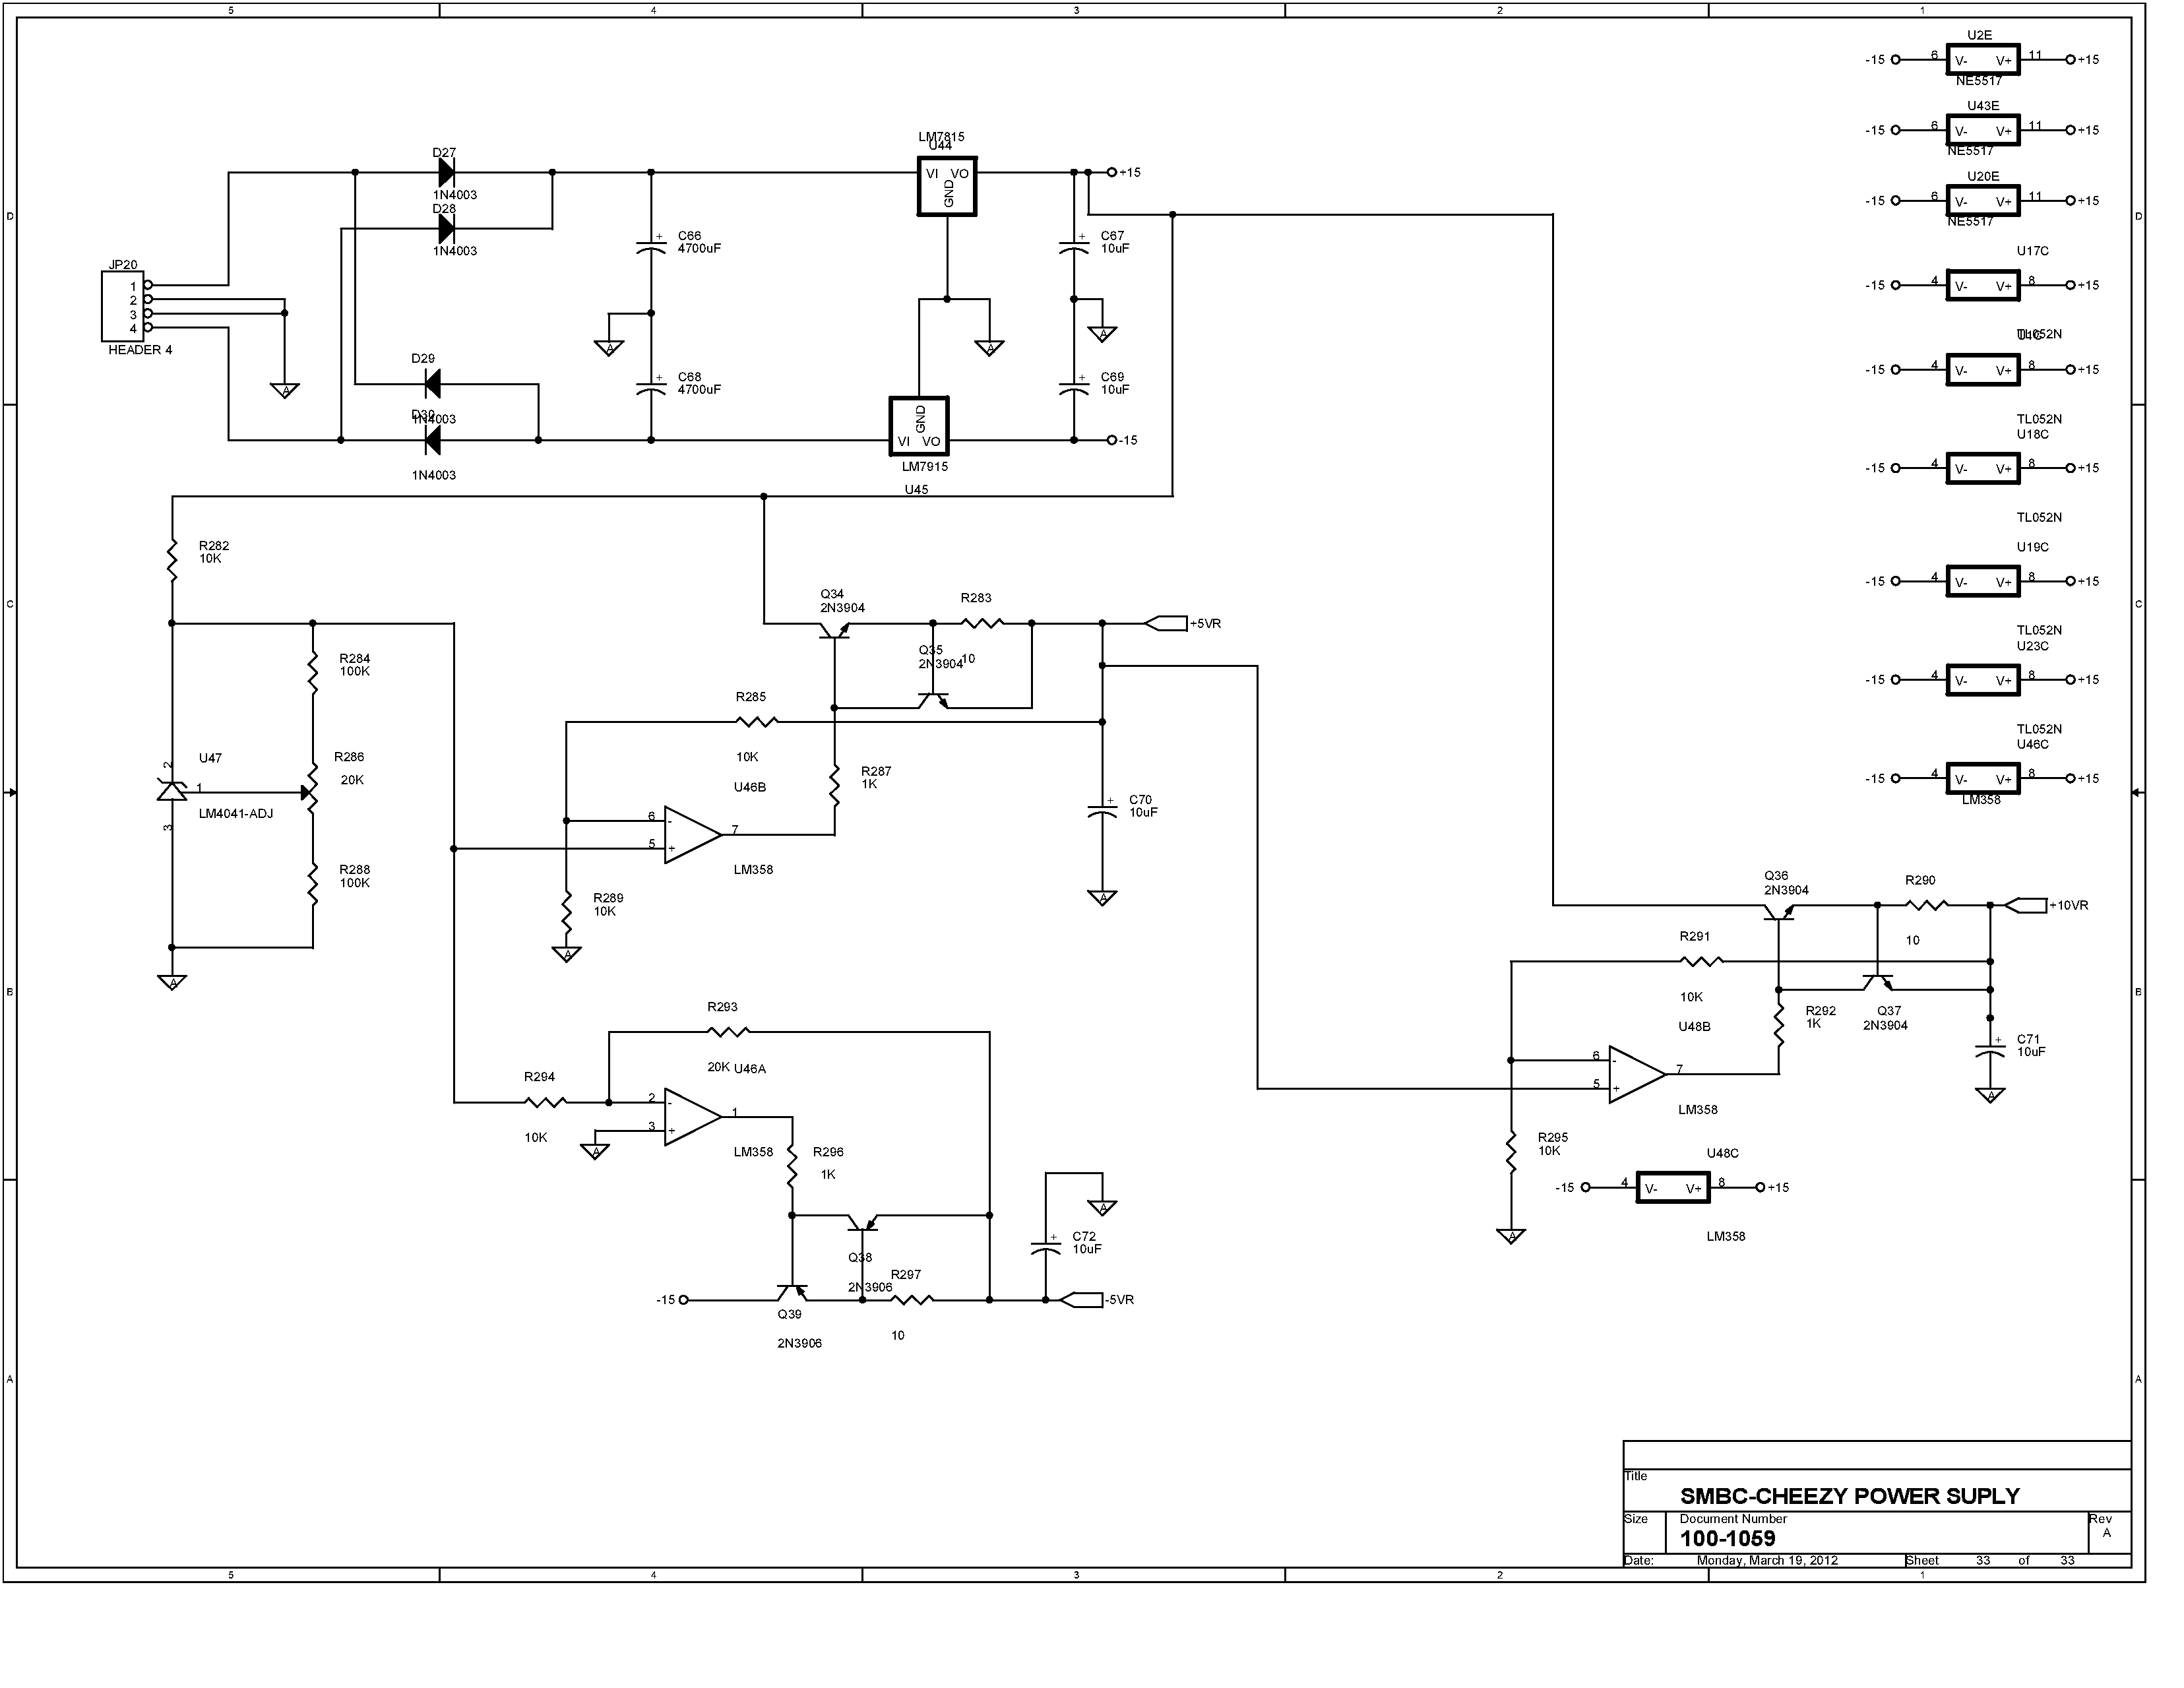 5 4 3 2 1
U2E
-15 6 V- V+ 11 +15
NE5517
U43E
-15 6 V- V+ 11 +15
NE5517
U20E
-15 6 V- V+ 11 +15
NE5517
U17C
-15 4 V- V+ 8 +15
TL052N
-15 4 V- V+ 8 +15
TL052N
U18C
-15 4 V- V+ 8 +15
TL052N
U19C
-15 4 V- V+ 8 +15
TL052N
U23C
-15 4 V- V+ 8 +15
TL052N
U46C
-15 4 V- V+ 8 +15
LM358
D D
C C
B B
A A
JP20
1
2
3
4
HEADER 4
D27
1N4003
D28
1N4003
D29
1N4003
D30
1N4003
C66
+
4700uF
C68
+
4700uF
LM7815
U44
VI VO
GND
GND
VI VO
LM7915
U45
C67
+
10uF
C69
+
10uF
+15
-15
A
A
A
A
R282
10K
R284
100K
R286
20K
R288
100K
U47
2
1
3
LM4041-ADJ
A
Q34
2N3904
R283
10
Q35
2N3904
+5VR
R285
10K
U46B
6 -
5 +
7
LM358
R287
1K
R289
10K
A
C70
+
10uF
A
R293
20K
U46A
R294
10K
2 -
3 +
1
LM358
A
R296
1K
Q38
2N3906
R297
10
-15
Q39
2N3906
C72
+
10uF
A
-5VR
Q36
2N3904
R290
10
+10VR
R291
10K
U48B
6 -
5 +
7
LM358
R292
1K
Q37
2N3904
C71
+
10uF
A
R295
10K
A
U48C
-15 4 V- V+ 8 +15
LM358
Title
SMBC-CHEEZY POWER SUPLY
Size Document Number Rev
100-1059 A
Date: Monday, March 19, 2012 Sheet 33 of 33
5 4 3 2 1